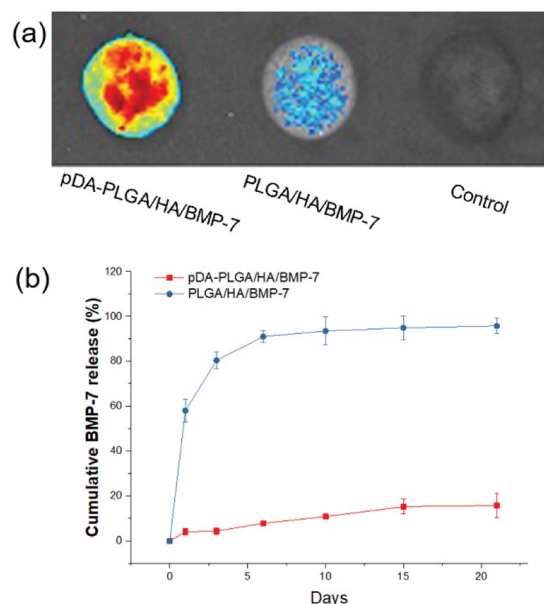 (a)
pDA-PLGA/HA/BMP-7
PLGA/HA/BMP-7
Control
(b)
pDA-PLGA/HA/BMP-7
PLGA/HA/BMP-7
Cumulative BMP-7 release (%)
120
100
80
60
40
20
0
0
5
10
15
20
Days